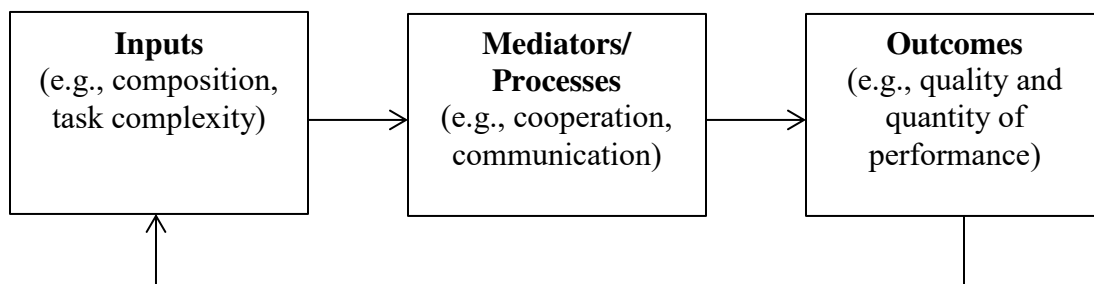 Inputs
(e.g., composition,
task complexity)
Mediators/
Processes
(e.g., cooperation,
communication)
Outcomes
(e.g., quality and
quantity of
performance)